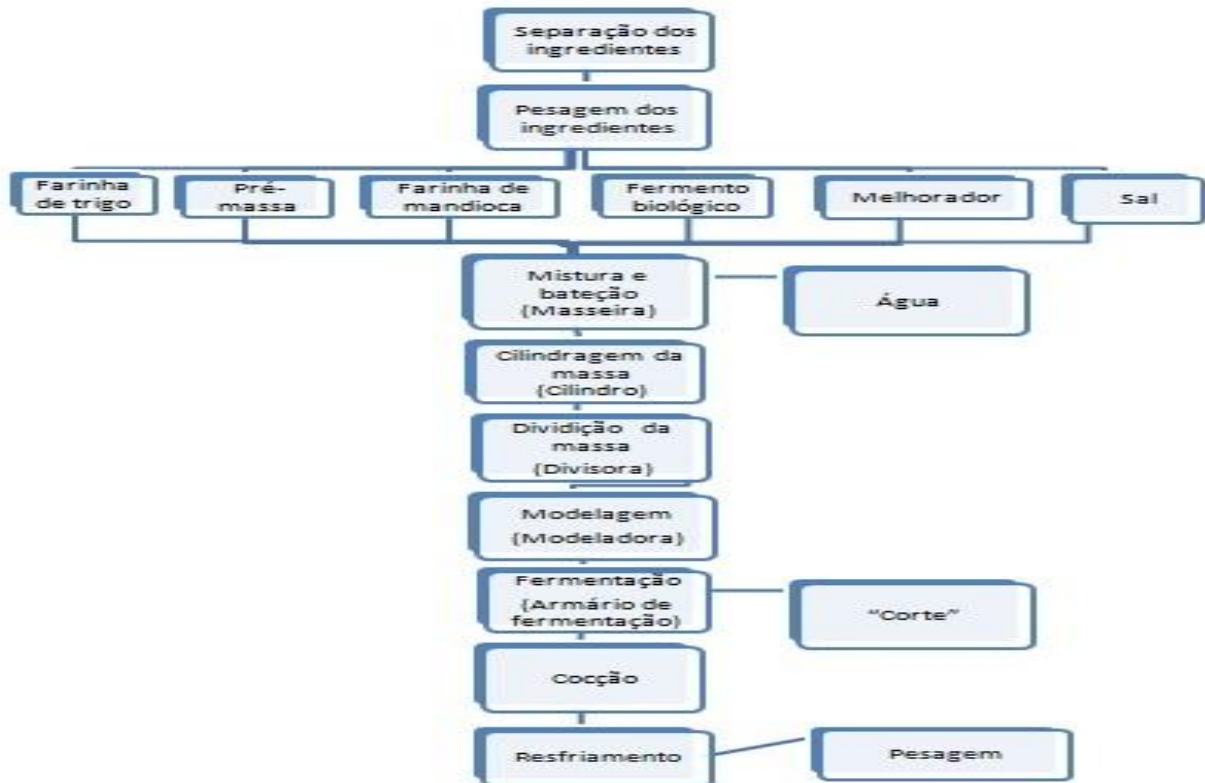 Separação dos
ingredientes
Pesagem dos
ingredientes
Farinha
de trigo
Pré-
massa
Farinha de
mandioca
Fermento
biológico
Melhorador
Sal
Mistura e
bateção
(Masseira)
Água
Cilindragem da
massa
(Cilindro)
Dividição da
massa
(Divisora)
Modelagem
(Modeladora)
Fermentação
(Armário de
fermentação)
“Corte”
Cocção
Resfriamento
Pesagem